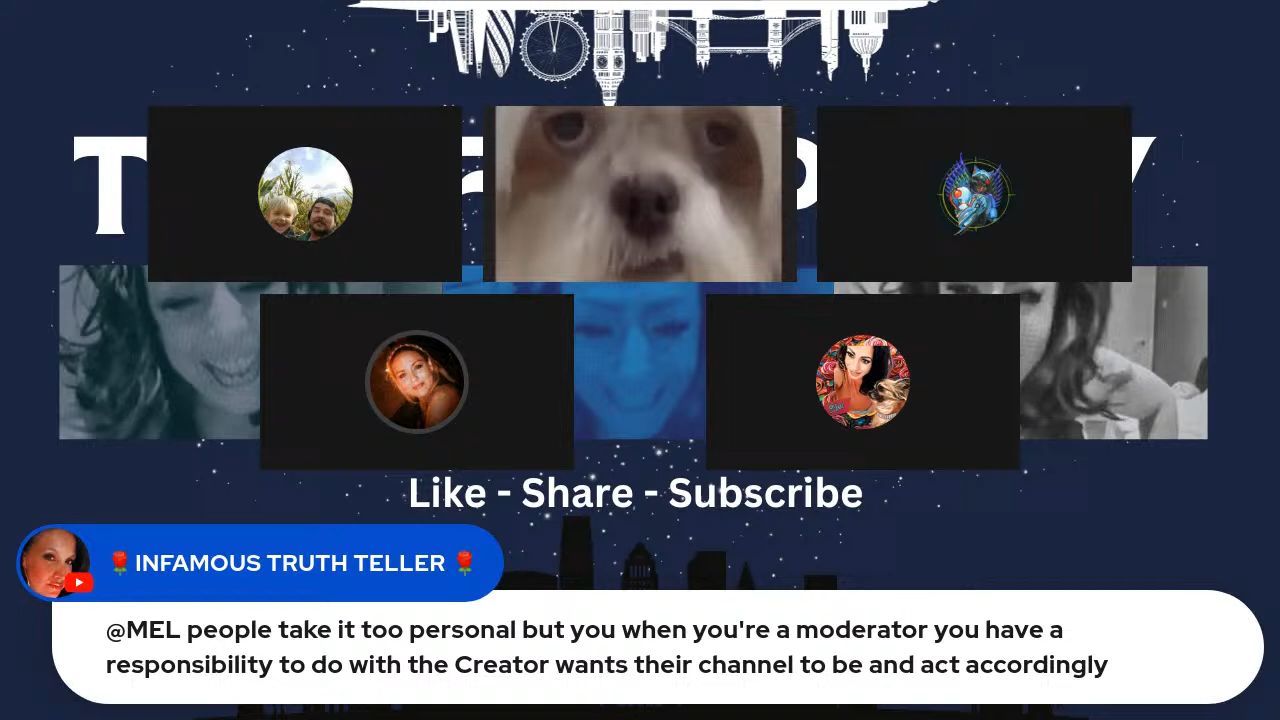 Like - Share - Subscribe
🌹INFAMOUS TRUTH TELLER 🌹
@MEL people take it too personal but you when you're a moderator you have a
responsibility to do with the Creator wants their channel to be and act accordingly